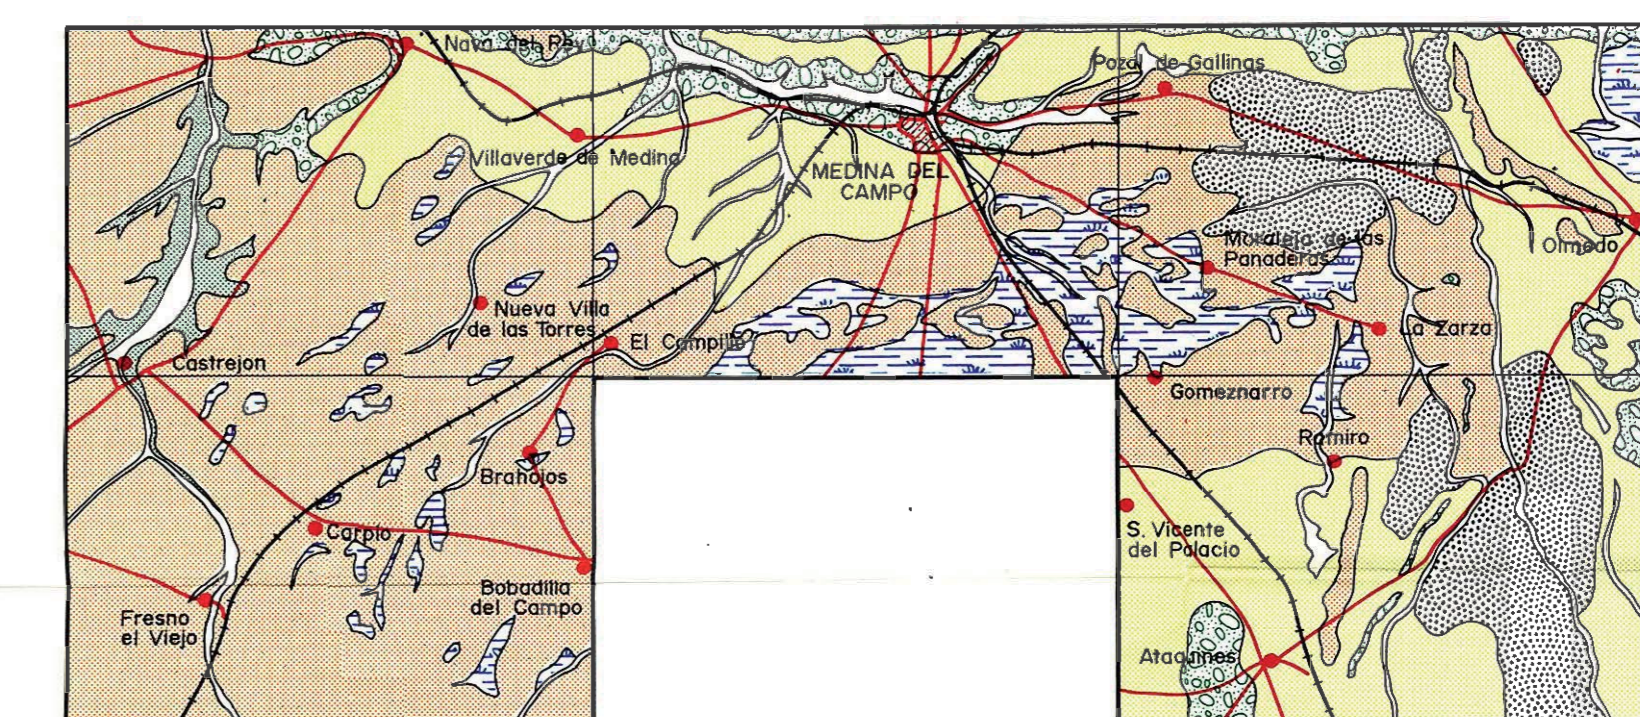 Nava del Rey
Pozal de Gallinas
Villaverde de Medina
MEDINA DEL
CAMPO
Moraleja de las
Panaderas
Olmedo
Nueva Villa
de las Torres
El Campillo
La Zarza
Castrejon
Gomeznarro
Ramiro
Brahojos
Carpio
S. Vicente
del Palacio
Bobadilla
del Campo
Fresno
el Viejo
Ataquines